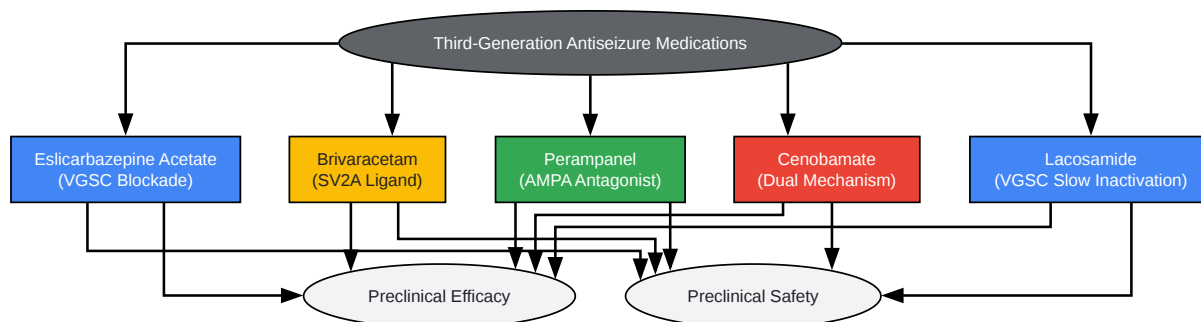 Third-Generation Antiseizure Medications
Eslicarbazepine Acetate
(VGSC Blockade)
Brivaracetam
(SV2A Ligand)
Perampanel
(AMPA Antagonist)
Cenobamate
(Dual Mechanism)
Lacosamide
(VGSC Slow Inactivation)
Preclinical Efficacy
Preclinical Safety